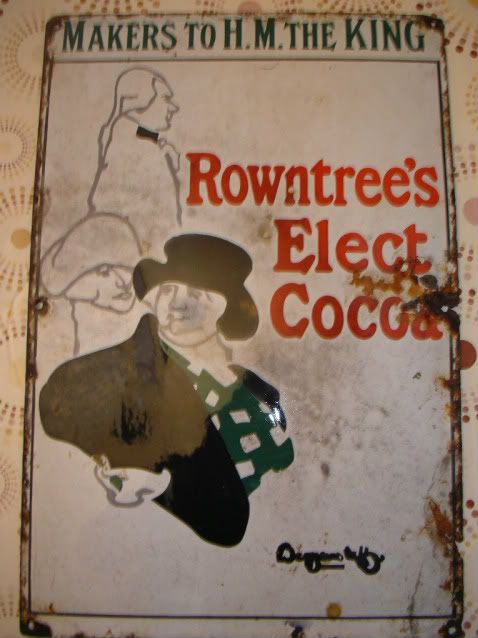 MAKERS TO H.M. THE KING
ROWNTREE'S
ELECT
COCOA